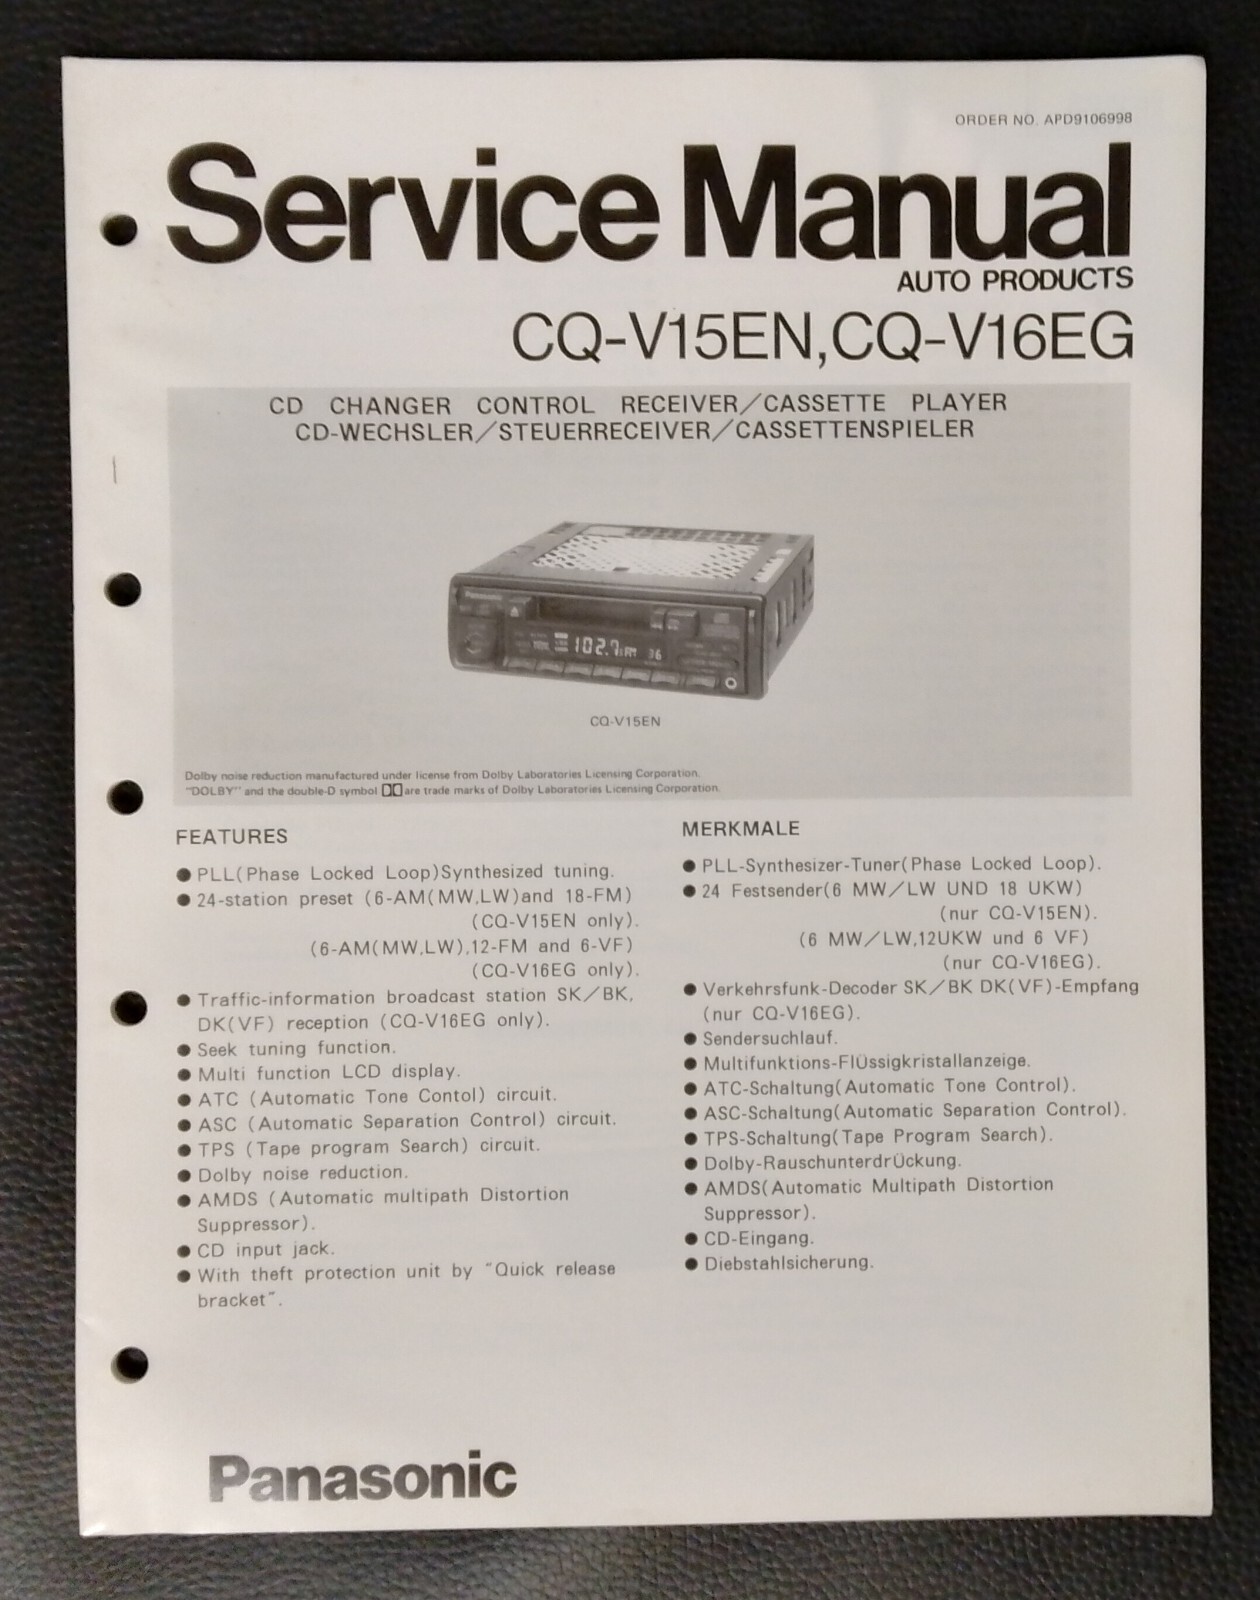 ORDER NO. APD9106998
Service Manual
AUTO PRODUCTS
CQ-V15EN,CQ-V16EG
CD CHANGER CONTROL RECEIVER/CASSETTE PLAYER
CD-WECHSLER/STEUERRECEIVER/CASSETTENSPIELER
Panasonic
102.7
CQ-V15EN
Dolby noise reduction manufactured under license from Dolby Laboratories Licensing Corporation.
"DOLBY" and the double-D symbol are trade marks of Dolby Laboratories Licensing Corporation.
FEATURES
● PLL(Phase Locked Loop)Synthesized tuning.
● 24-station preset (6-AM(MW,LW)and 18-FM)
(CQ-V15EN only).
(6-AM(MW,LW),12-FM and 6-VF)
(CQ-V16EG only).
● Traffic-information broadcast station SK/BK,
DK(VF) reception (CQ-V16EG only).
● Seek tuning function.
● Multi function LCD display.
● ATC (Automatic Tone Contol) circuit.
● ASC (Automatic Separation Control) circuit.
● TPS (Tape program Search) circuit.
● Dolby noise reduction.
● AMDS (Automatic multipath Distortion
Suppressor).
● CD input jack.
● With theft protection unit by "Quick release
bracket".
MERKMALE
● PLL-Synthesizer-Tuner(Phase Locked Loop).
● 24 Festsender(6 MW/LW UND 18 UKW)
(nur CQ-V15EN).
(6 MW/LW,12UKW und 6 VF)
(nur CQ-V16EG).
● Verkehrsfunk-Decoder SK/BK DK(VF)-Empfang
(nur CQ-V16EG).
● Sendersuchlauf.
● Multifunktions-FlÜssigkristallanzeige.
● ATC-Schaltung(Automatic Tone Control).
● ASC-Schaltung(Automatic Separation Control).
● TPS-Schaltung(Tape Program Search).
● Dolby-RauschunterdrÜckung.
● AMDS(Automatic Multipath Distortion
Suppressor).
● CD-Eingang.
● Diebstahlsicherung.
Panasonic